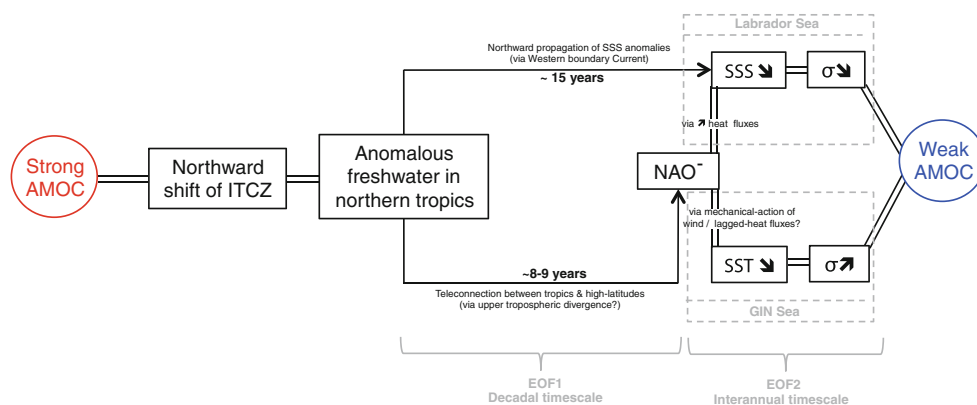 Labrador Sea
Northward propagation of SSS anomalies
(via Western boundary Current)
~ 15 years
SSS ➘
σ➘
via ➚ heat fluxes
Strong
AMOC
Northward
shift of ITCZ
Anomalous
freshwater in
northern tropics
NAO-
Weak
AMOC
via mechanical-action of
wind / lagged-heat fluxes?
~8-9 years
Teleconnection between tropics & high-latitudes
(via upper tropospheric divergence?)
SST ➘
σ➚
GIN Sea
EOF1
Decadal timescale
EOF2
Interannual timescale